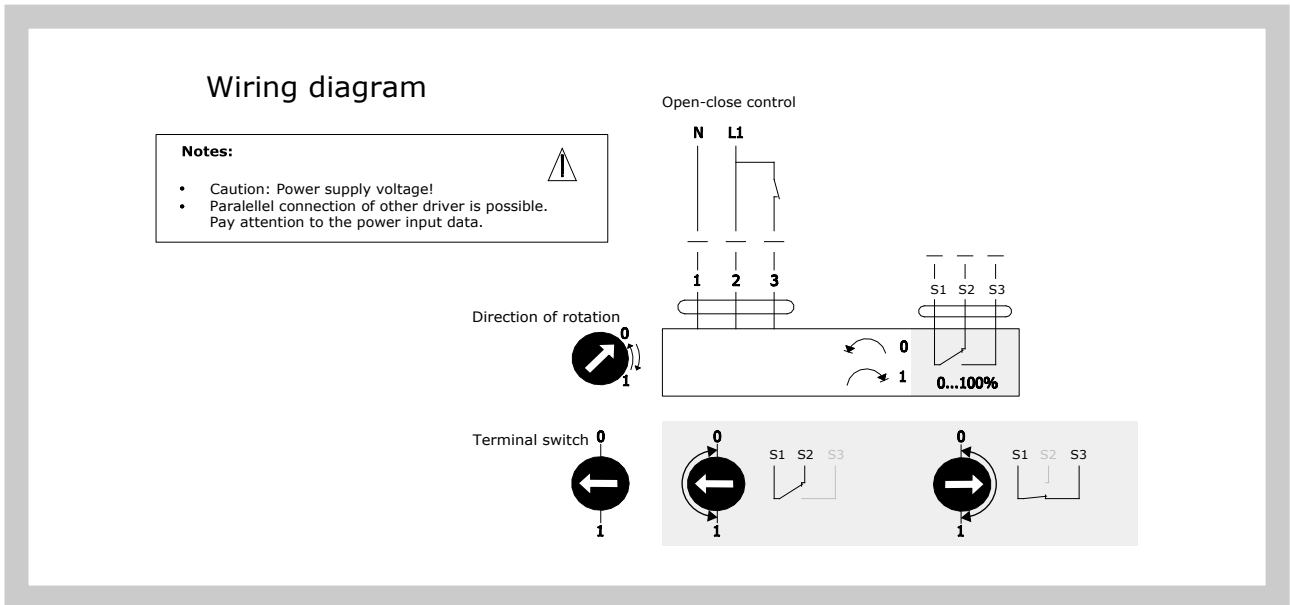 Wiring diagram
Notes:
• Caution: Power supply voltage!
• Paralellel connection of other driver is possible.
Pay attention to the power input data.
Open-close control
N L1
1 2 3
S1 S2 S3
Direction of rotation
0
1
0
1
0...100%
Terminal switch
0
1
0
1
S1 S2 S3
0
1
S1 S2 S3